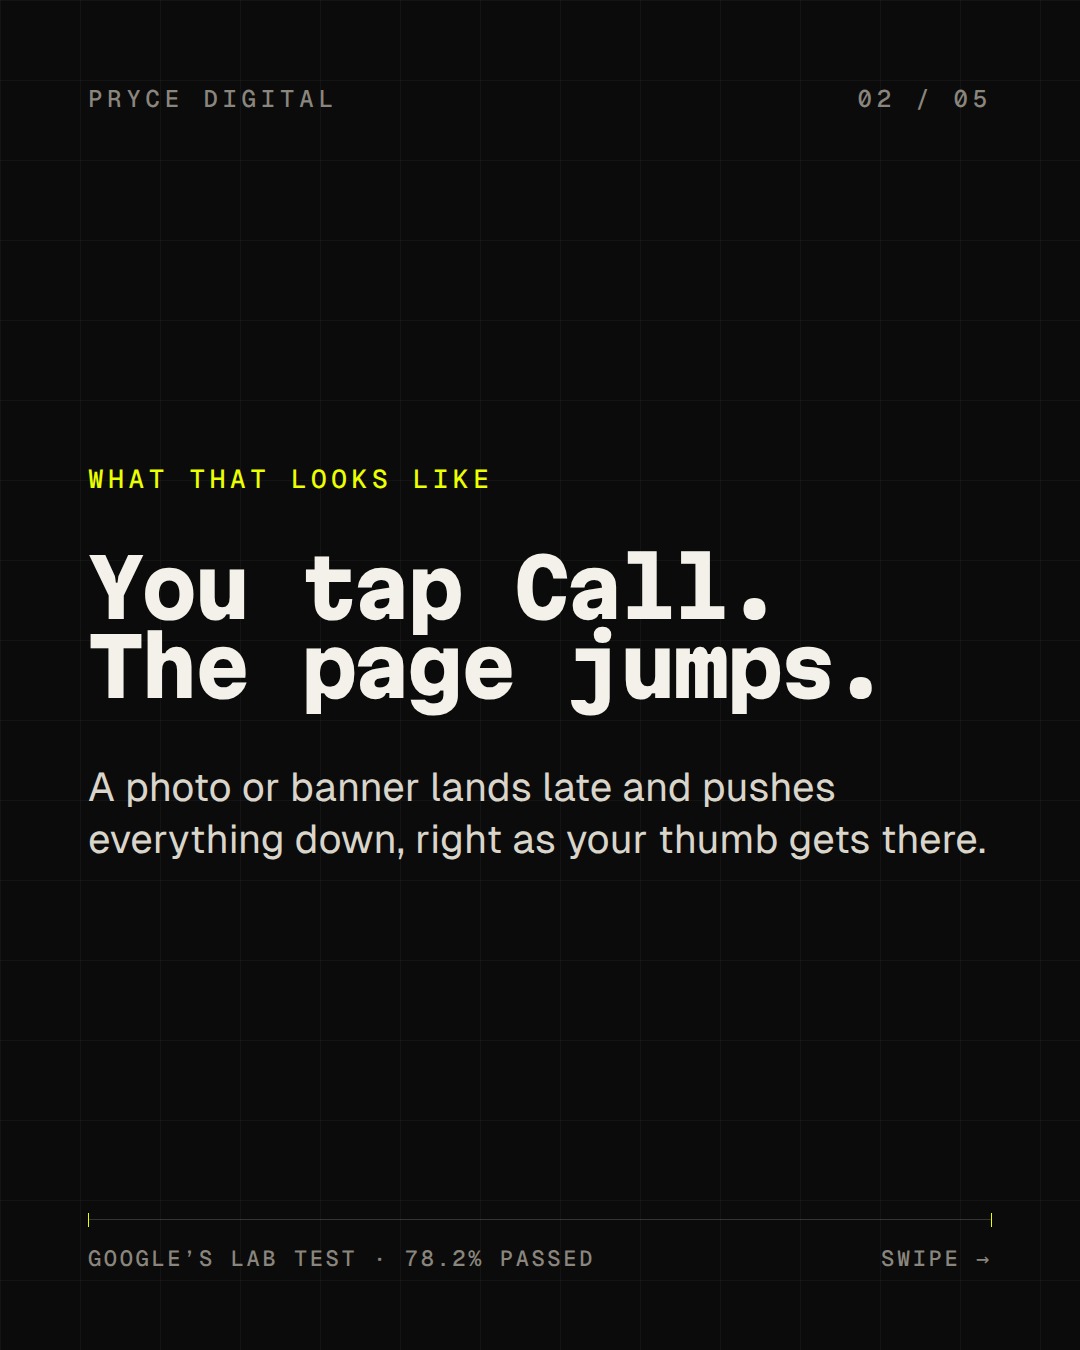 PRYCE DIGITAL
02 / 05
WHAT THAT LOOKS LIKE
You tap Call.
The page jumps.
A photo or banner lands late and pushes
everything down, right as your thumb gets there.
GOOGLE’S LAB TEST · 78.2% PASSED
SWIPE →